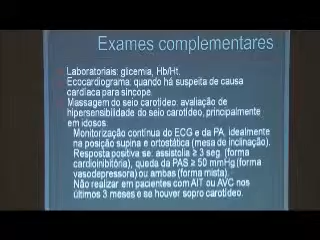 Exames complementares
Laboratoriais: glicemia, Hb/Ht.
Ecocardiograma: quando há suspeita de causa
cardíaca para síncope.
Massagem do seio carotídeo: avaliação de
hipersensibilidade do seio carotídeo, principalmente
em idosos.
Monitorização contínua do ECG e da PA, idealmente
na posição supina e ortostática (mesa de inclinação).
Resposta positiva se: assistolia ≥ 3 seg. (forma
cardioinibitória), queda da PAS ≥ 50 mmHg (forma
vasodepressora) ou ambas (forma mista).
Não realizar em pacientes com AIT ou AVC nos
últimos 3 meses e se houver sopro carotídeo.